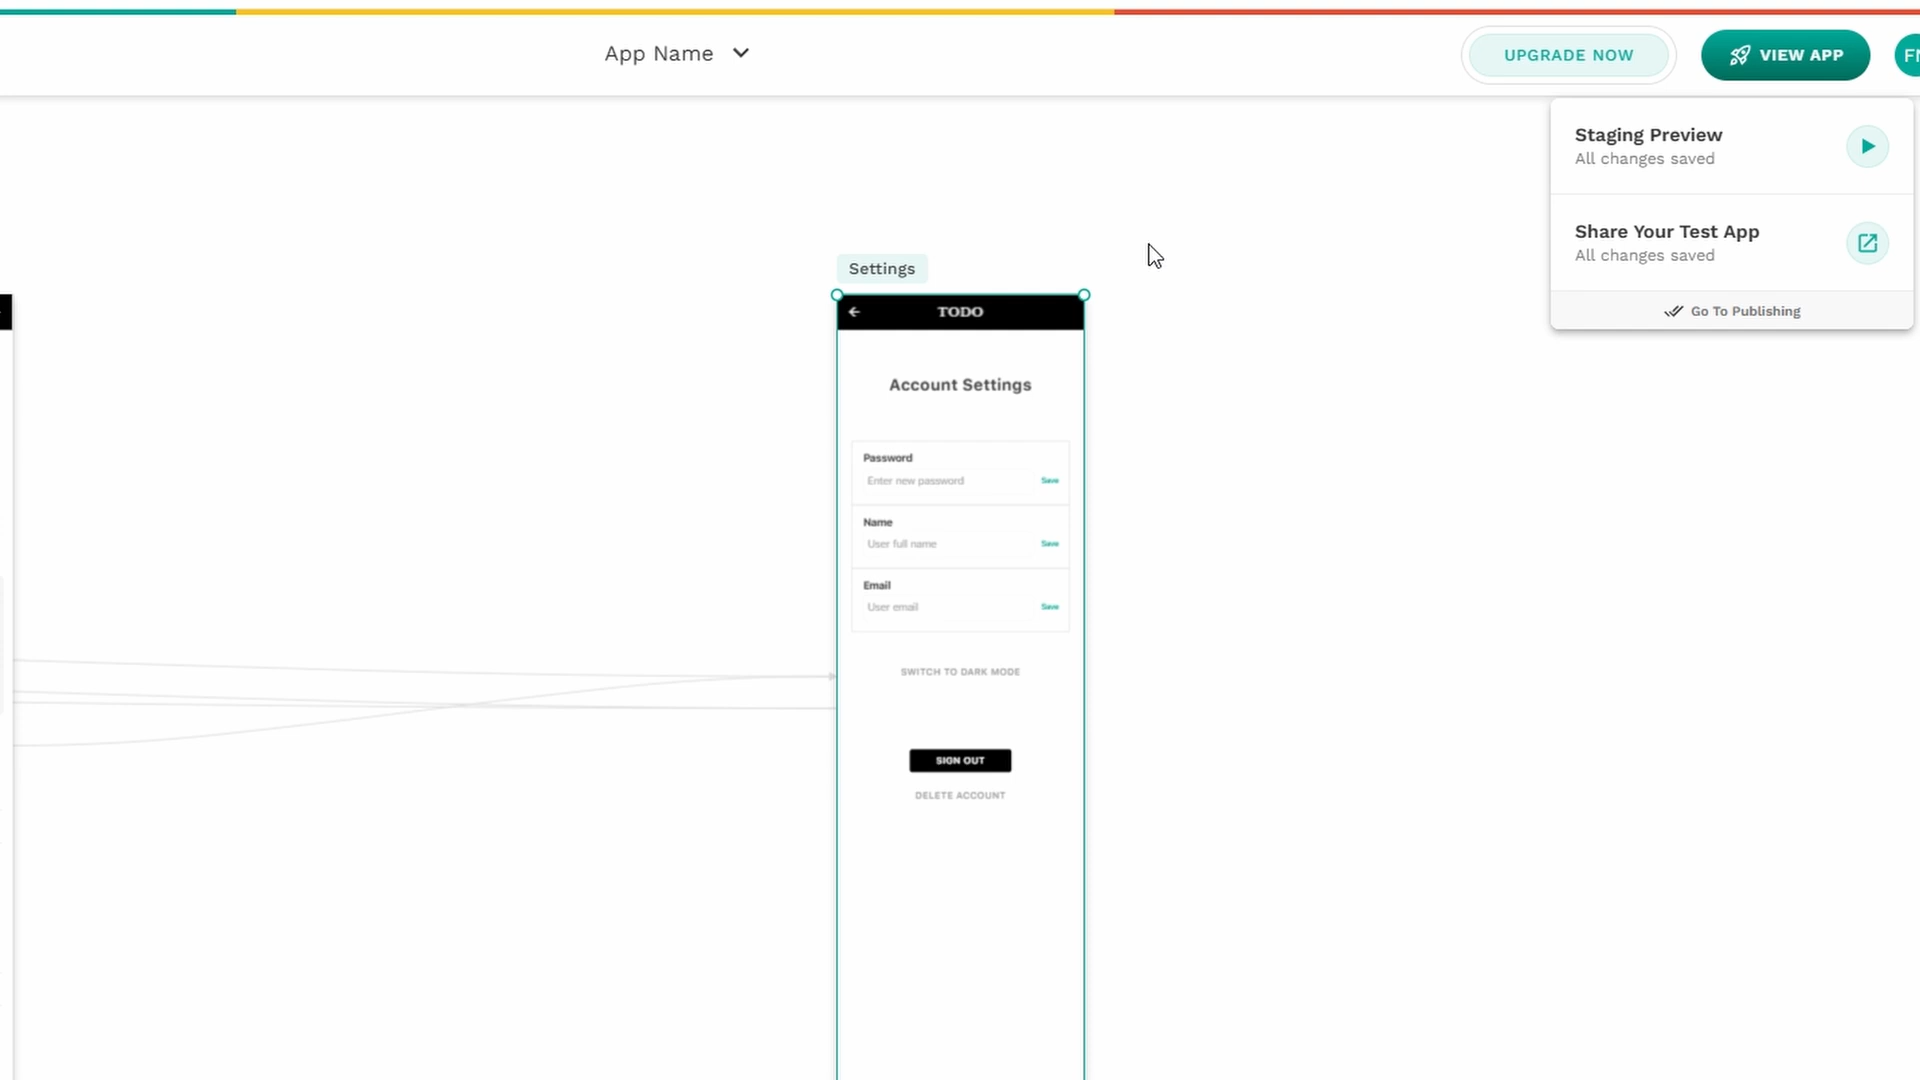 App Name
UPGRADE NOW
VIEW APP
Staging Preview
All changes saved
Share Your Test App
All changes saved
Go To Publishing
Settings
TODO
Account Settings
Password
Enter new password
Save
Name
User full name
Save
Email
User email
Save
SWITCH TO DARK MODE
SIGN OUT
DELETE ACCOUNT